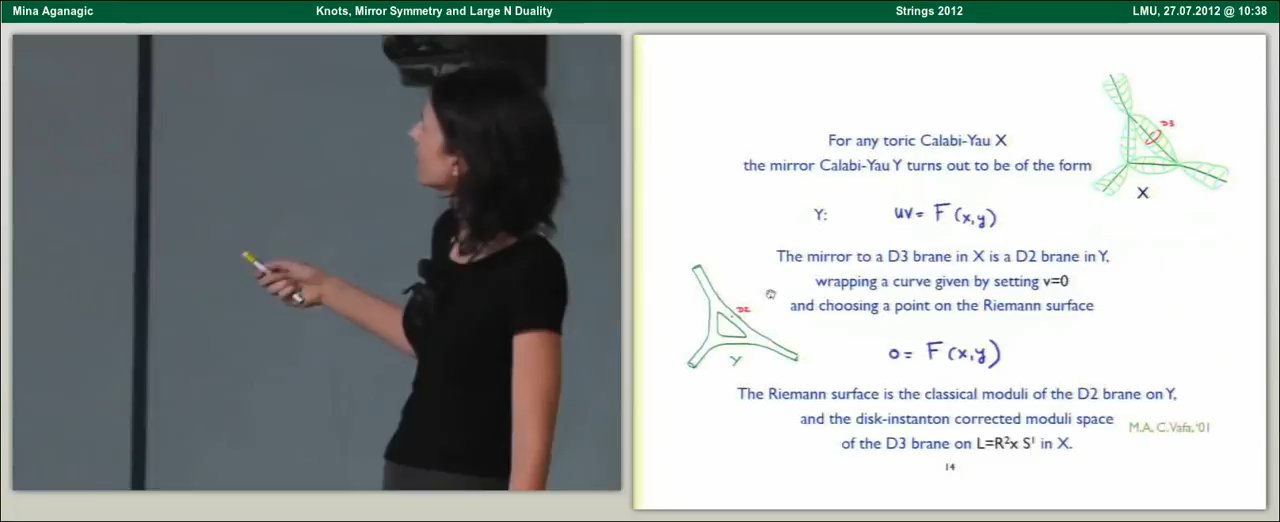 Mina Aganagic Knots, Mirror Symmetry and Large N Duality Strings 2012 LMU, 27.07.2012 @ 10:38
D3
For any toric Calabi-Yau X
the mirror Calabi-Yau Y turns out to be of the form
X
Y: uv = F(x,y)
The mirror to a D3 brane in X is a D2 brane in Y,
wrapping a curve given by setting v=0
and choosing a point on the Riemann surface
D2
Y
0 = F(x,y)
The Riemann surface is the classical moduli of the D2 brane on Y,
and the disk-instanton corrected moduli space
M.A, C.Vafa, '01
of the D3 brane on L=R²x S¹ in X.
14